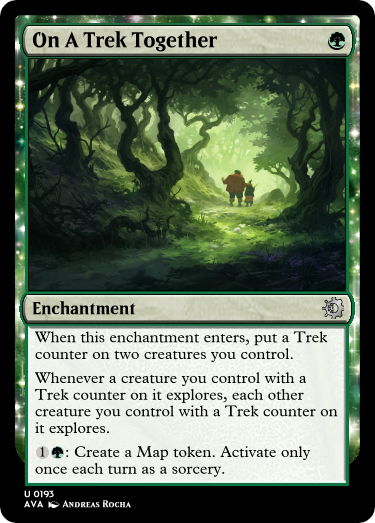 On A Trek Together
Enchantment
When this enchantment enters, put a Trek
counter on two creatures you control.
Whenever a creature you control with a
Trek counter on it explores, each other
creature you control with a Trek counter on
it explores.
1 : Create a Map token. Activate only
once each turn as a sorcery.
U 0193
AVA Andreas Rocha